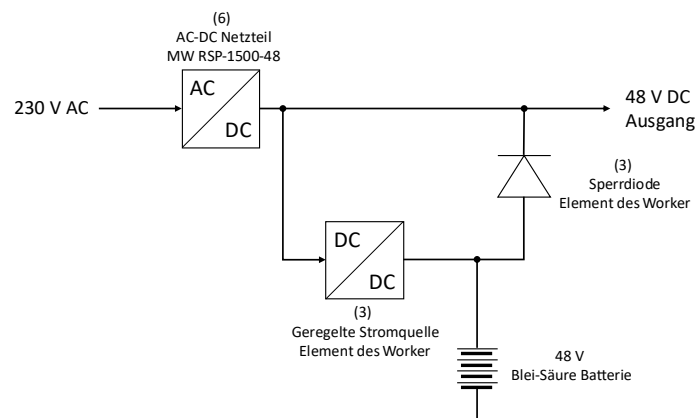 (6)
AC-DC Netzteil
MW RSP-1500-48
230 V AC
AC
DC
48 V DC
Ausgang
(3)
Sperrdiode
Element des Worker
DC
DC
(3)
Geregelte Stromquelle
Element des Worker
48 V
Blei-Säure Batterie